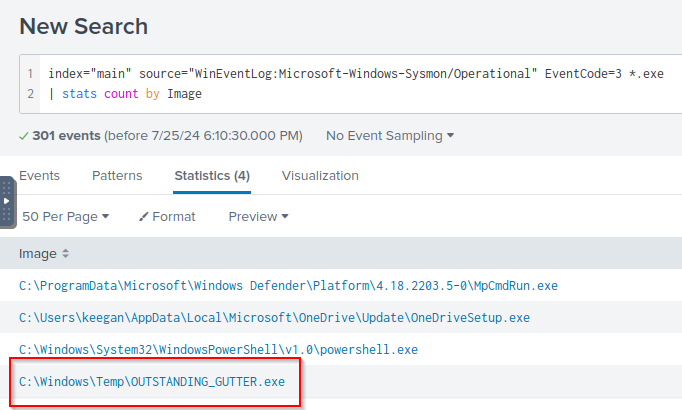 New Search
1 index="main" source="WinEventLog:Microsoft-Windows-Sysmon/Operational" EventCode=3 *.exe
2 | stats count by Image
301 events (before 7/25/24 6:10:30.000 PM) No Event Sampling
Events Patterns Statistics (4) Visualization
50 Per Page Format Preview
Image
C:\ProgramData\Microsoft\Windows Defender\Platform\4.18.2203.5-0\MpCmdRun.exe
C:\Users\keegan\AppData\Local\Microsoft\OneDrive\Update\OneDriveSetup.exe
C:\Windows\System32\WindowsPowerShell\v1.0\powershell.exe
C:\Windows\Temp\OUTSTANDING_GUTTER.exe